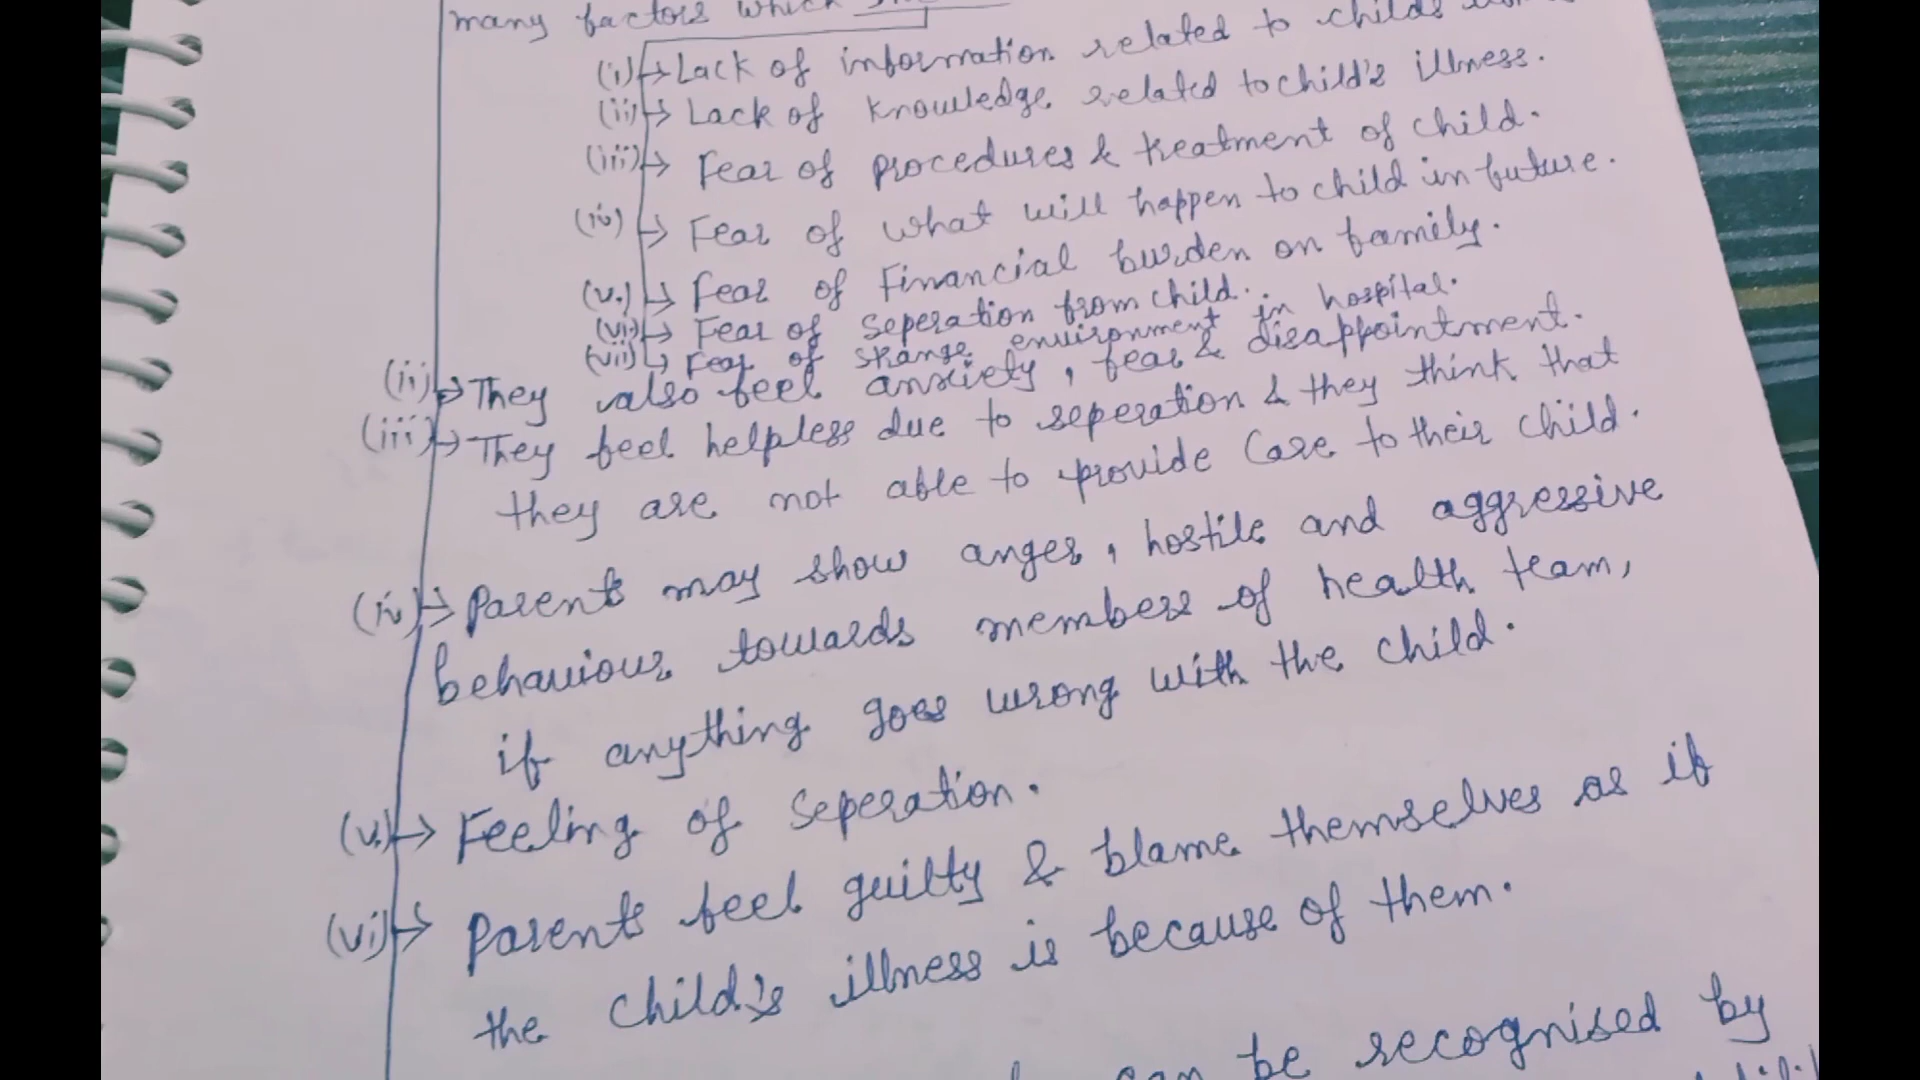 many factors which
(i) → Lack of information related to childs
(ii) → Lack of knowledge related to child's illness.
(iii) → Fear of procedures & treatment of child.
(iv) → Fear of what will happen to child in future.
(v.) → Fear of Financial burden on family.
(vi) → Fear of seperation from child.
(vii) → Fear of strange environment in hospital.
(ii) → They also feel anxiety, fear & disappointment.
(iii) → They feel helpless due to seperation & they think that
they are not able to provide Care to their child.
(iv) → Parents may show anger, hostile and aggressive
behaviour towards members of health team,
if anything goes wrong with the child.
(v.) → Feeling of seperation.
(vi) → Parents feel guilty & blame themselves as if
the child's illness is because of them.
can be recognised by